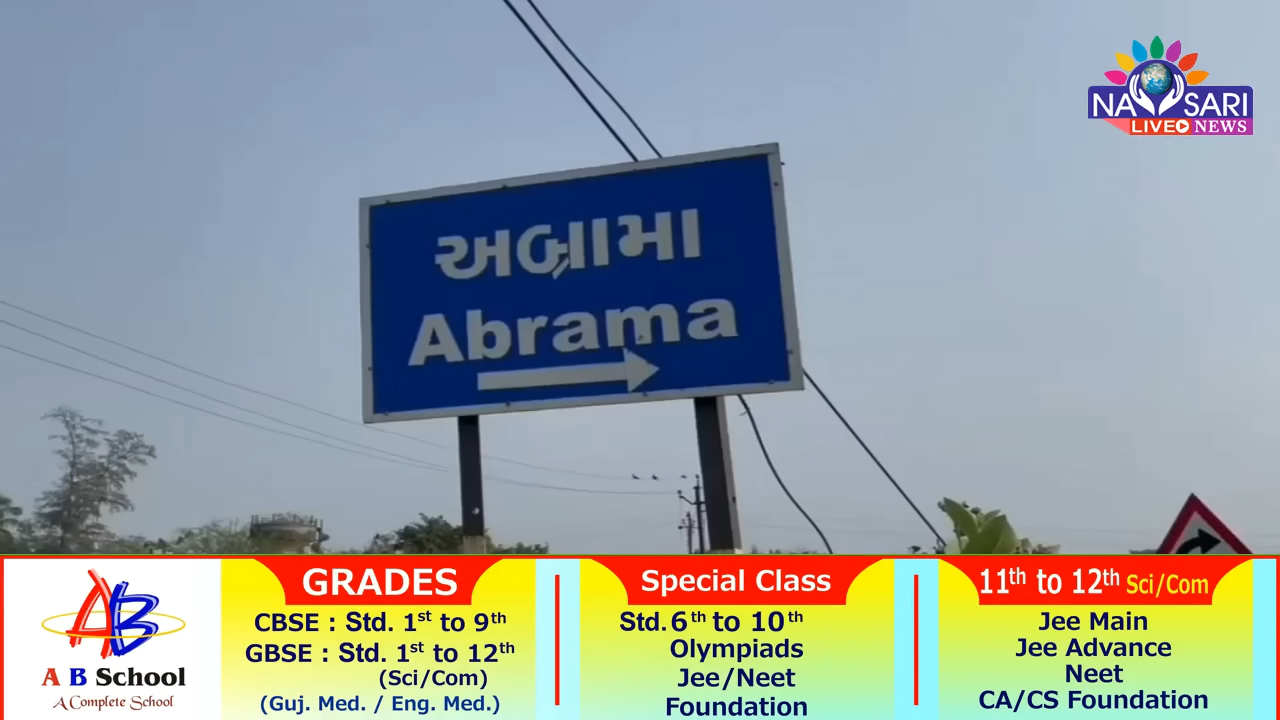 NAVSARI
LIVE NEWS
અબ્રામા
Abrama
AB
A B School
A Complete School
GRADES
CBSE : Std. 1st to 9th
GBSE : Std. 1st to 12th
(Sci/Com)
(Guj. Med. / Eng. Med.)
Special Class
Std. 6th to 10th
Olympiads
Jee/Neet
Foundation
11th to 12th Sci/Com
Jee Main
Jee Advance
Neet
CA/CS Foundation